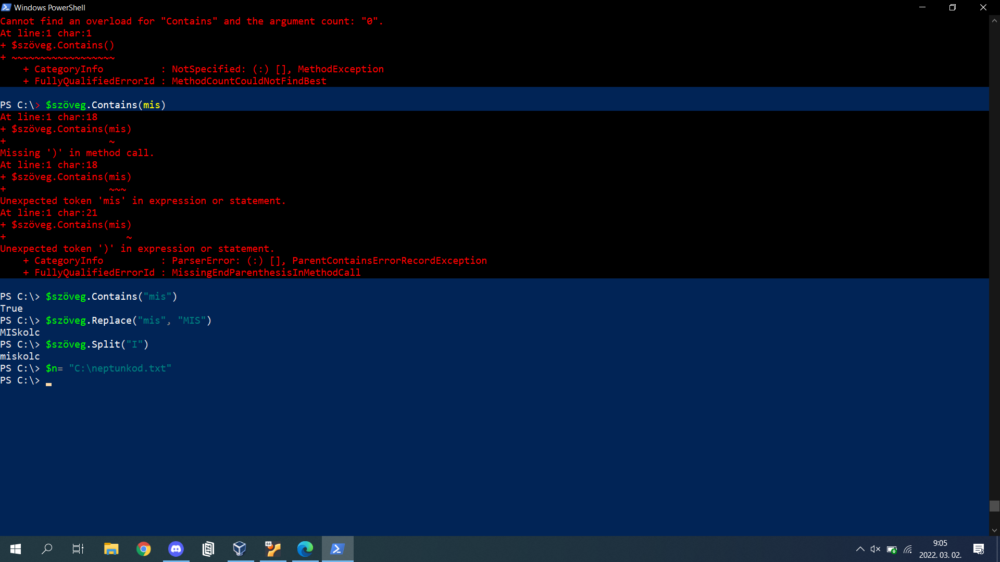 Windows PowerShell
Cannot find an overload for "Contains" and the argument count: "0".
At line:1 char:1
+ $szöveg.Contains()
+ ~~~~~~~~~~~~~~~~~~
    + CategoryInfo          : NotSpecified: (:) [], MethodException
    + FullyQualifiedErrorId : MethodCountCouldNotFindBest
PS C:\> $szöveg.Contains(mis)
At line:1 char:18
+ $szöveg.Contains(mis)
+                  ~
Missing ')' in method call.
At line:1 char:18
+ $szöveg.Contains(mis)
+                  ~~~
Unexpected token 'mis' in expression or statement.
At line:1 char:21
+ $szöveg.Contains(mis)
+                     ~
Unexpected token ')' in expression or statement.
    + CategoryInfo          : ParserError: (:) [], ParentContainsErrorRecordException
    + FullyQualifiedErrorId : MissingEndParenthesisInMethodCall
PS C:\> $szöveg.Contains("mis")
True
PS C:\> $szöveg.Replace("mis", "MIS")
MISkolc
PS C:\> $szöveg.Split("I")
miskolc
PS C:\> $n= "C:\neptunkod.txt"
PS C:\>
64
9:05
2022. 03. 02.